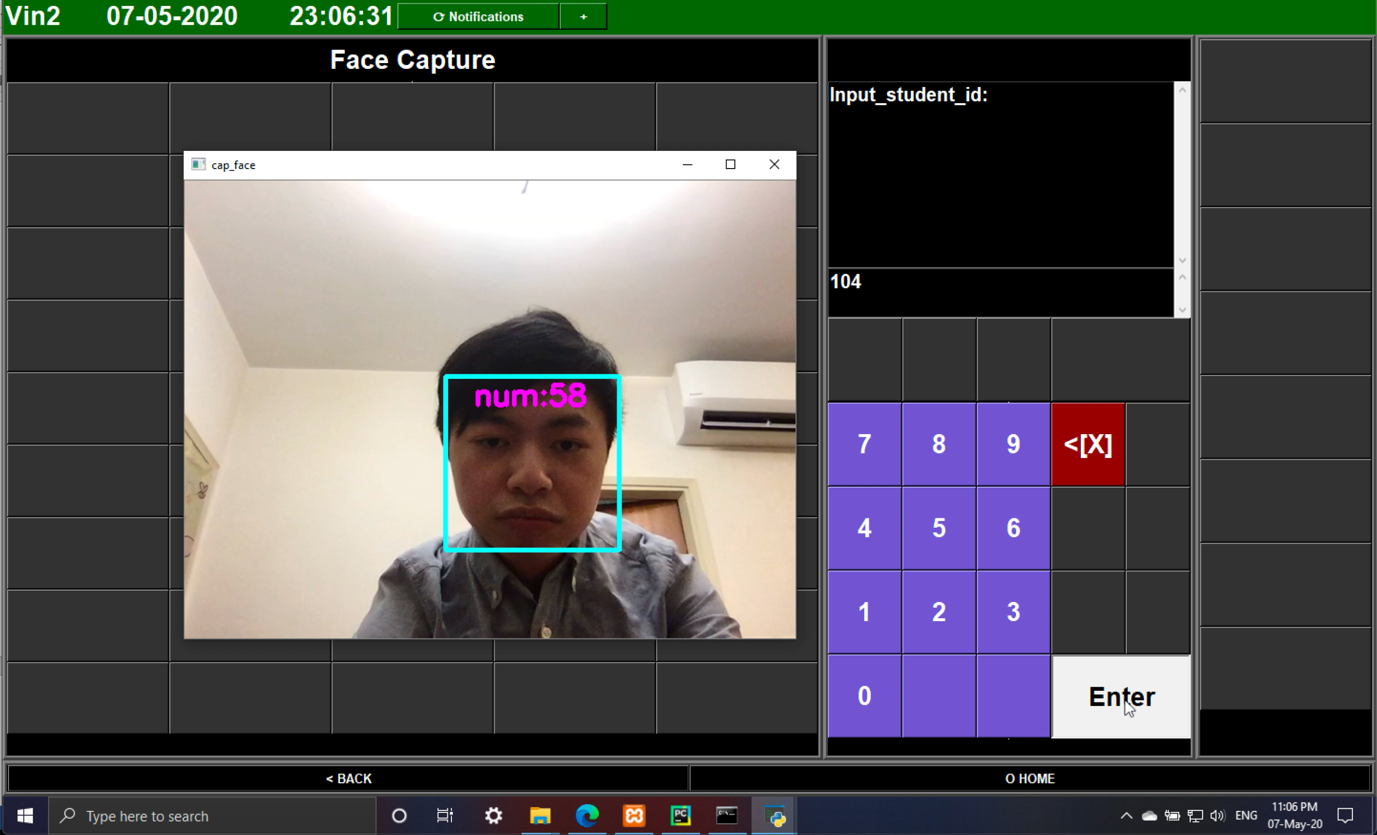 Vin2 07-05-2020 23:06:31 ⟳ Notifications +
Face Capture
Input_student_id:
cap_face
104
num:58
7 8 9 <[X]
4 5 6
1 2 3
0 Enter
< BACK O HOME
Type here to search
ENG
11:06 PM
07-May-20
PC